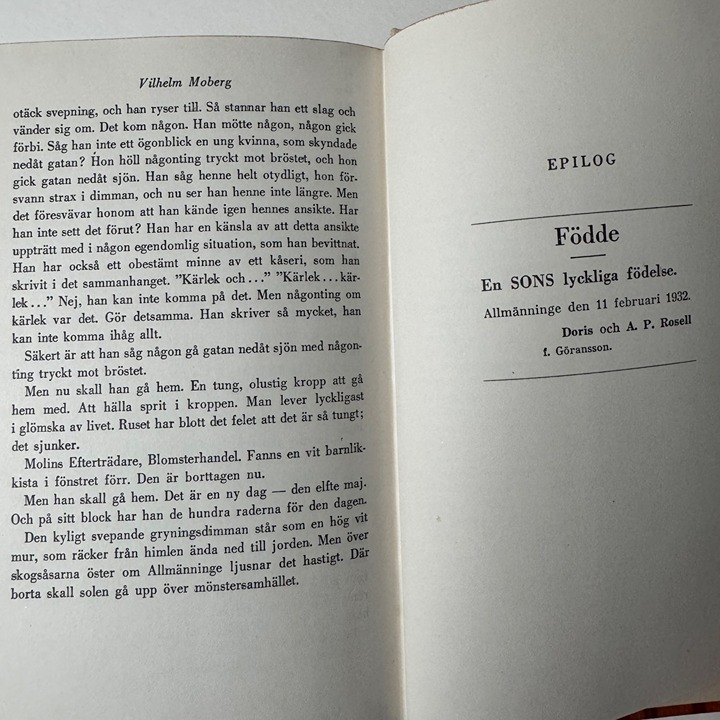 Vilhelm Moberg
otäck svepning, och han ryser till. Så stannar han ett slag och
vänder sig om. Det kom någon. Han mötte någon, någon gick
förbi. Såg han inte ett ögonblick en ung kvinna, som skyndade
nedåt gatan? Hon höll någonting tryckt mot bröstet, och hon
gick gatan nedåt sjön. Han såg henne helt otydligt, hon för-
svann strax i dimman, och nu ser han henne inte längre. Men
det föresvävar honom att han kände igen hennes ansikte. Har
han inte sett det förut? Han har en känsla av att detta ansikte
uppträtt med i någon egendomlig situation, som han bevittnat.
Han har också ett obestämt minne av ett kåseri, som han
skrivit i det sammanhanget. "Kärlek och..." "Kärlek...kär-
lek..." Nej, han kan inte komma på det. Men någonting om
kärlek var det. Gör detsamma. Han skriver så mycket, han
kan inte komma ihåg allt.
Säkert är att han såg någon gå gatan nedåt sjön med någon-
ting tryckt mot bröstet.
Men nu skall han gå hem. En tung, olustig kropp att gå
hem med. Att hälla sprit i kroppen. Man lever lyckligast
i glömska av livet. Ruset har blott det felet att det är så tungt;
det sjunker.
Molins Efterträdare, Blomsterhandel. Fanns en vit barnlik-
kista i fönstret förr. Den är borttagen nu.
Men han skall gå hem. Det är en ny dag — den elfte maj.
Och på sitt block har han de hundra raderna för den dagen.
Den kyligt svepande gryningsdimman står som en hög vit
mur, som räcker från himlen ända ned till jorden. Men över
skogsåsarna öster om Allmänninge ljusnar det hastigt. Där
borta skall solen gå upp över mönstersamhället.
EPILOG
Födde
En SONS lyckliga födelse.
Allmänninge den 11 februari 1932.
Doris och A. P. Rosell
f. Göransson.